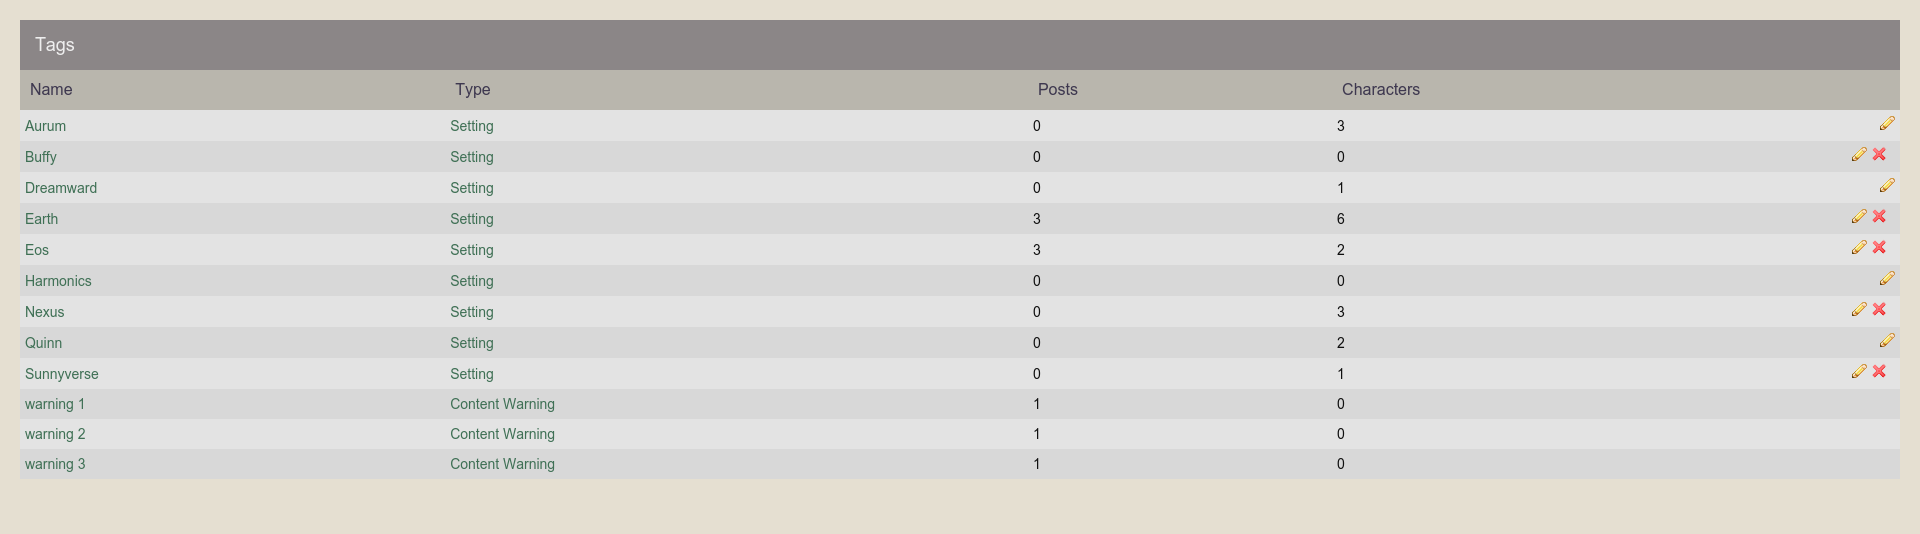 Tags
Name Type Posts Characters
Aurum Setting 0 3
Buffy Setting 0 0
Dreamward Setting 0 1
Earth Setting 3 6
Eos Setting 3 2
Harmonics Setting 0 0
Nexus Setting 0 3
Quinn Setting 0 2
Sunnyverse Setting 0 1
warning 1 Content Warning 1 0
warning 2 Content Warning 1 0
warning 3 Content Warning 1 0